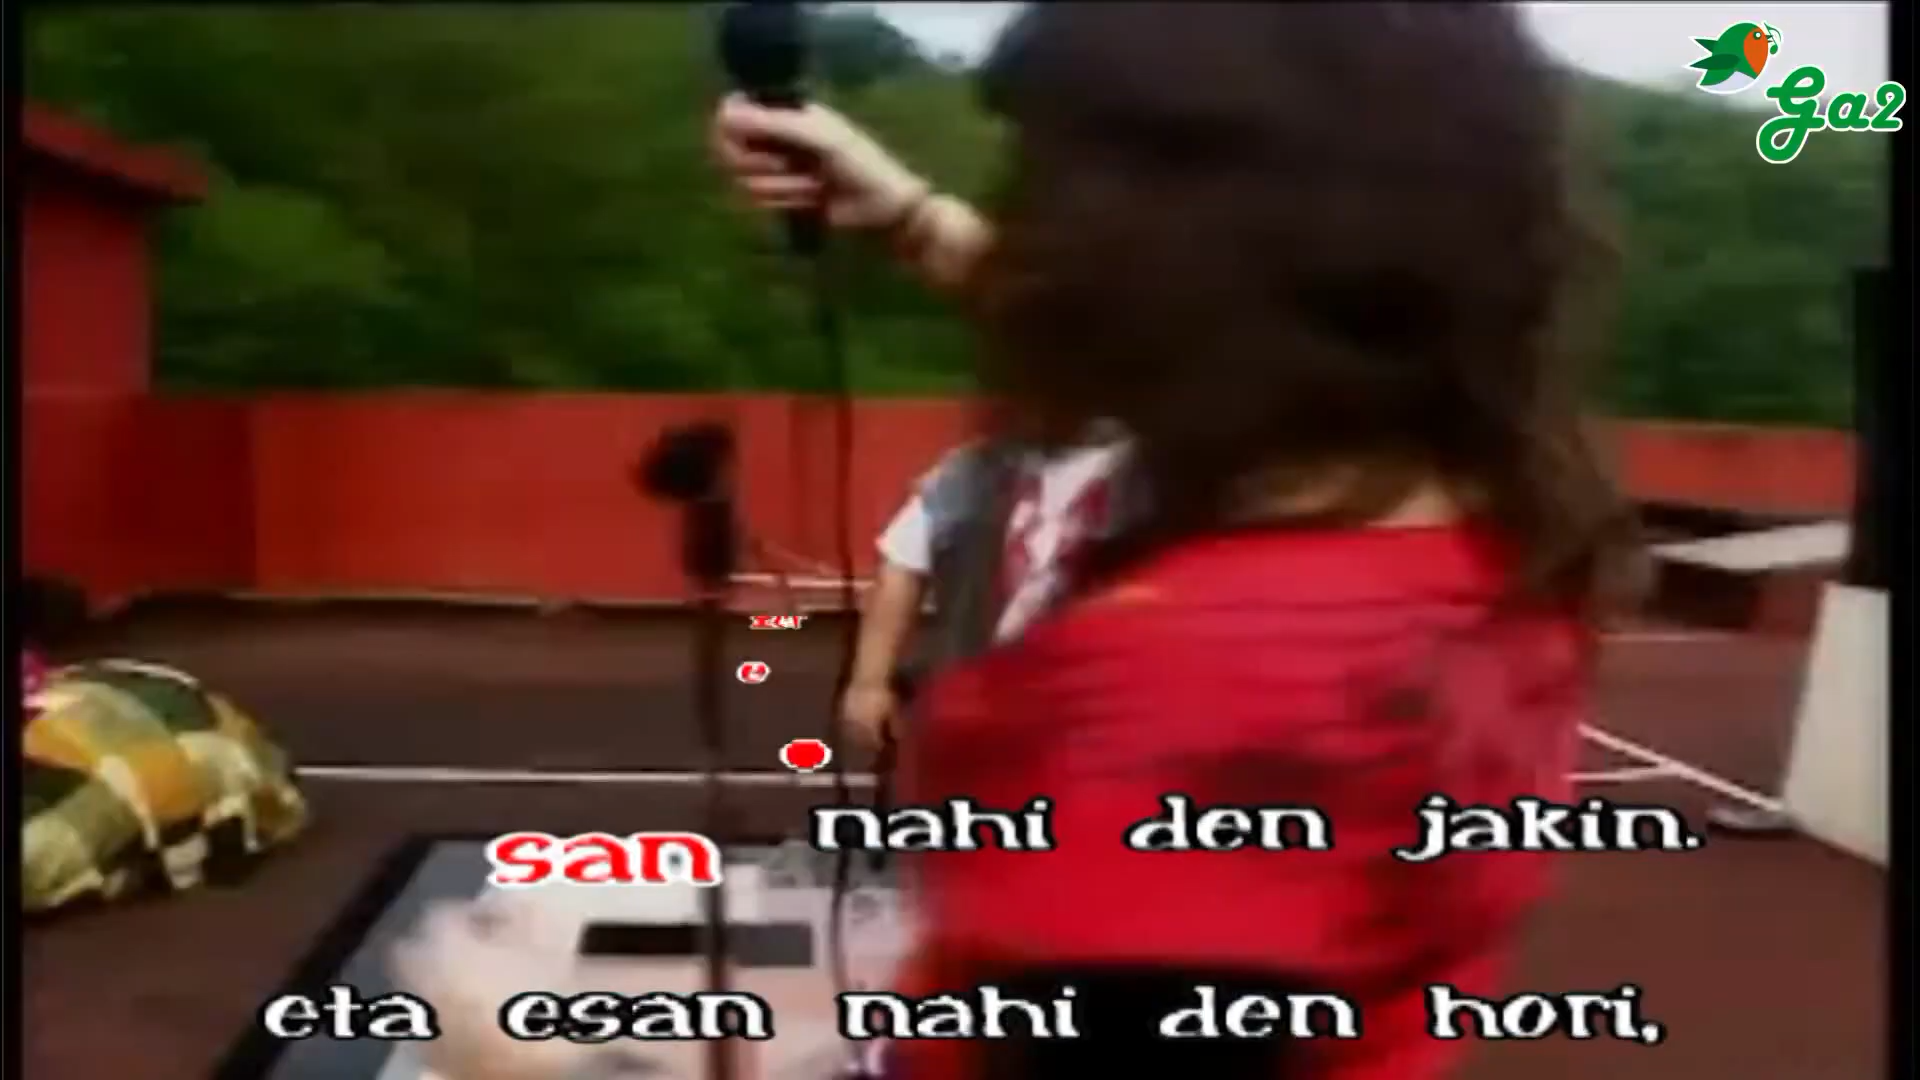 Ga2
san nahi den jakin.
eta esan nahi den hori,